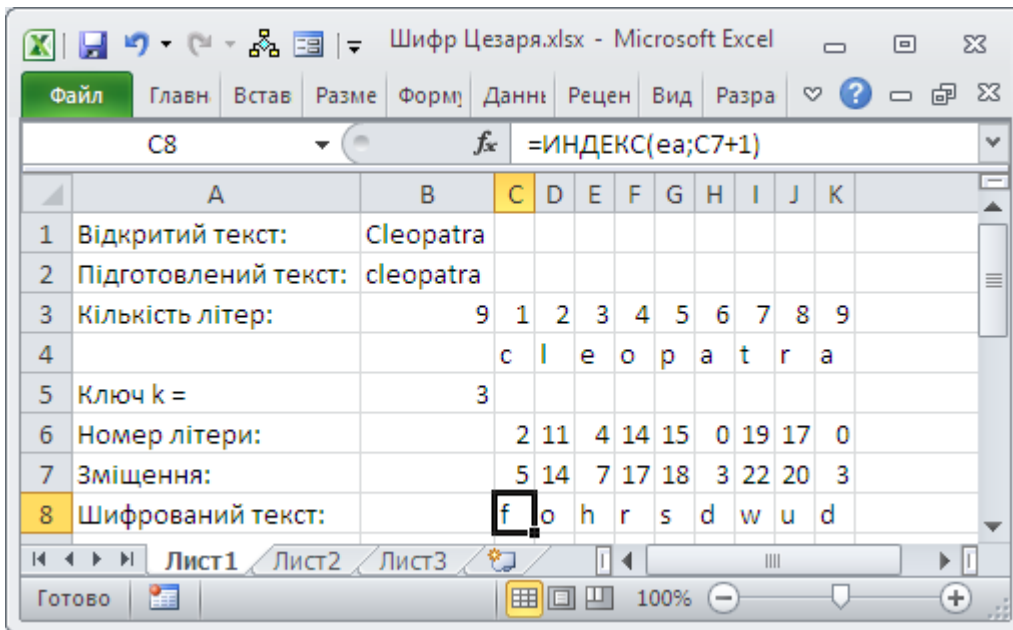 Шифр Цезаря.xlsx - Microsoft Excel
Файл Главн Встав Разме Форму Даннь Рецен Вид Разра
C8 fx =ИНДЕКС(ea;C7+1)
A B C D E F G H I J K
1 Відкритий текст: Cleopatra
2 Підготовлений текст: cleopatra
3 Кількість літер: 9 1 2 3 4 5 6 7 8 9
4 c l e o p a t r a
5 Ключ k = 3
6 Номер літери: 2 11 4 14 15 0 19 17 0
7 Зміщення: 5 14 7 17 18 3 22 20 3
8 Шифрований текст: f o h r s d w u d
Лист1 Лист2 Лист3
Готово 100%